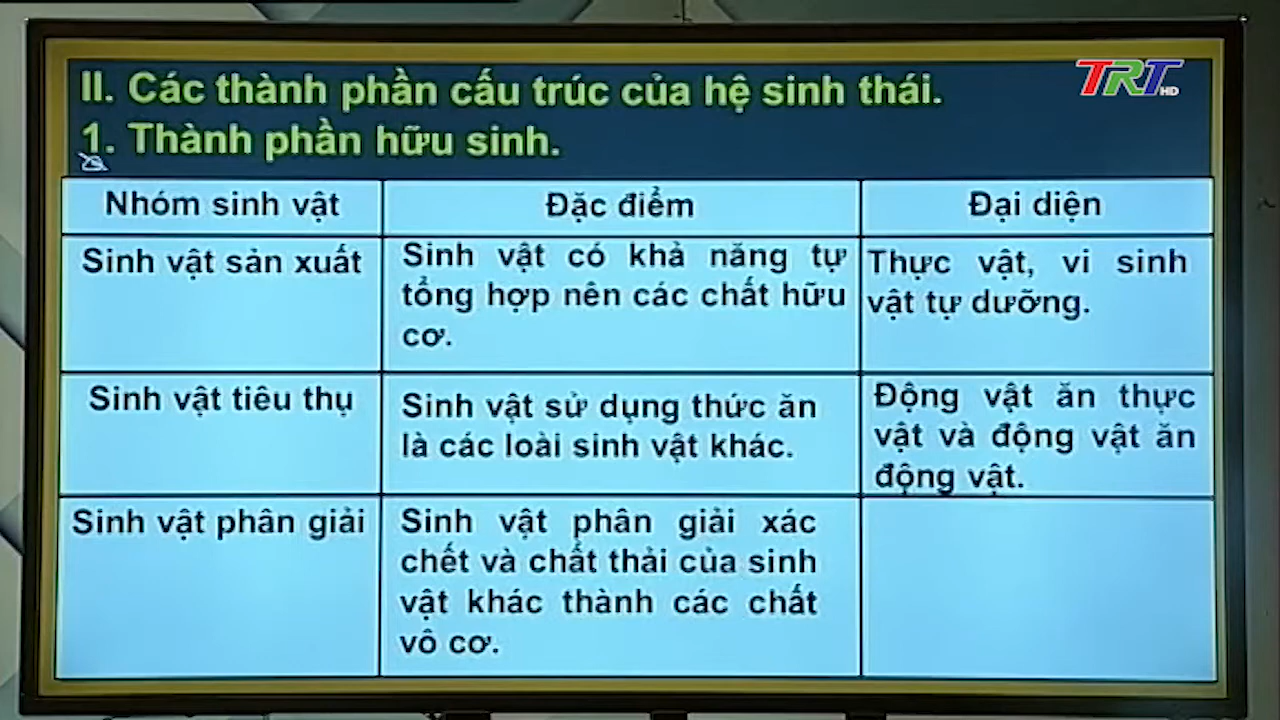 II. Các thành phần cấu trúc của hệ sinh thái.
1. Thành phần hữu sinh.
TRT HD
Nhóm sinh vật
Đặc điểm
Đại diện
Sinh vật sản xuất
Sinh vật có khả năng tự
tổng hợp nên các chất hữu
cơ.
Thực vật, vi sinh
vật tự dưỡng.
Sinh vật tiêu thụ
Sinh vật sử dụng thức ăn
là các loài sinh vật khác.
Động vật ăn thực
vật và động vật ăn
động vật.
Sinh vật phân giải
Sinh vật phân giải xác
chết và chất thải của sinh
vật khác thành các chất
vô cơ.